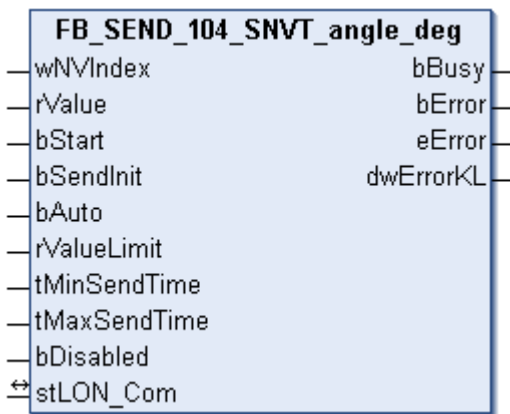 FB_SEND_104_SNVT_angle_deg
wNVIndex bBusy
rValue bError
bStart eError
bSendInit dwErrorKL
bAuto
rValueLimit
tMinSendTime
tMaxSendTime
bDisabled
stLON_Com